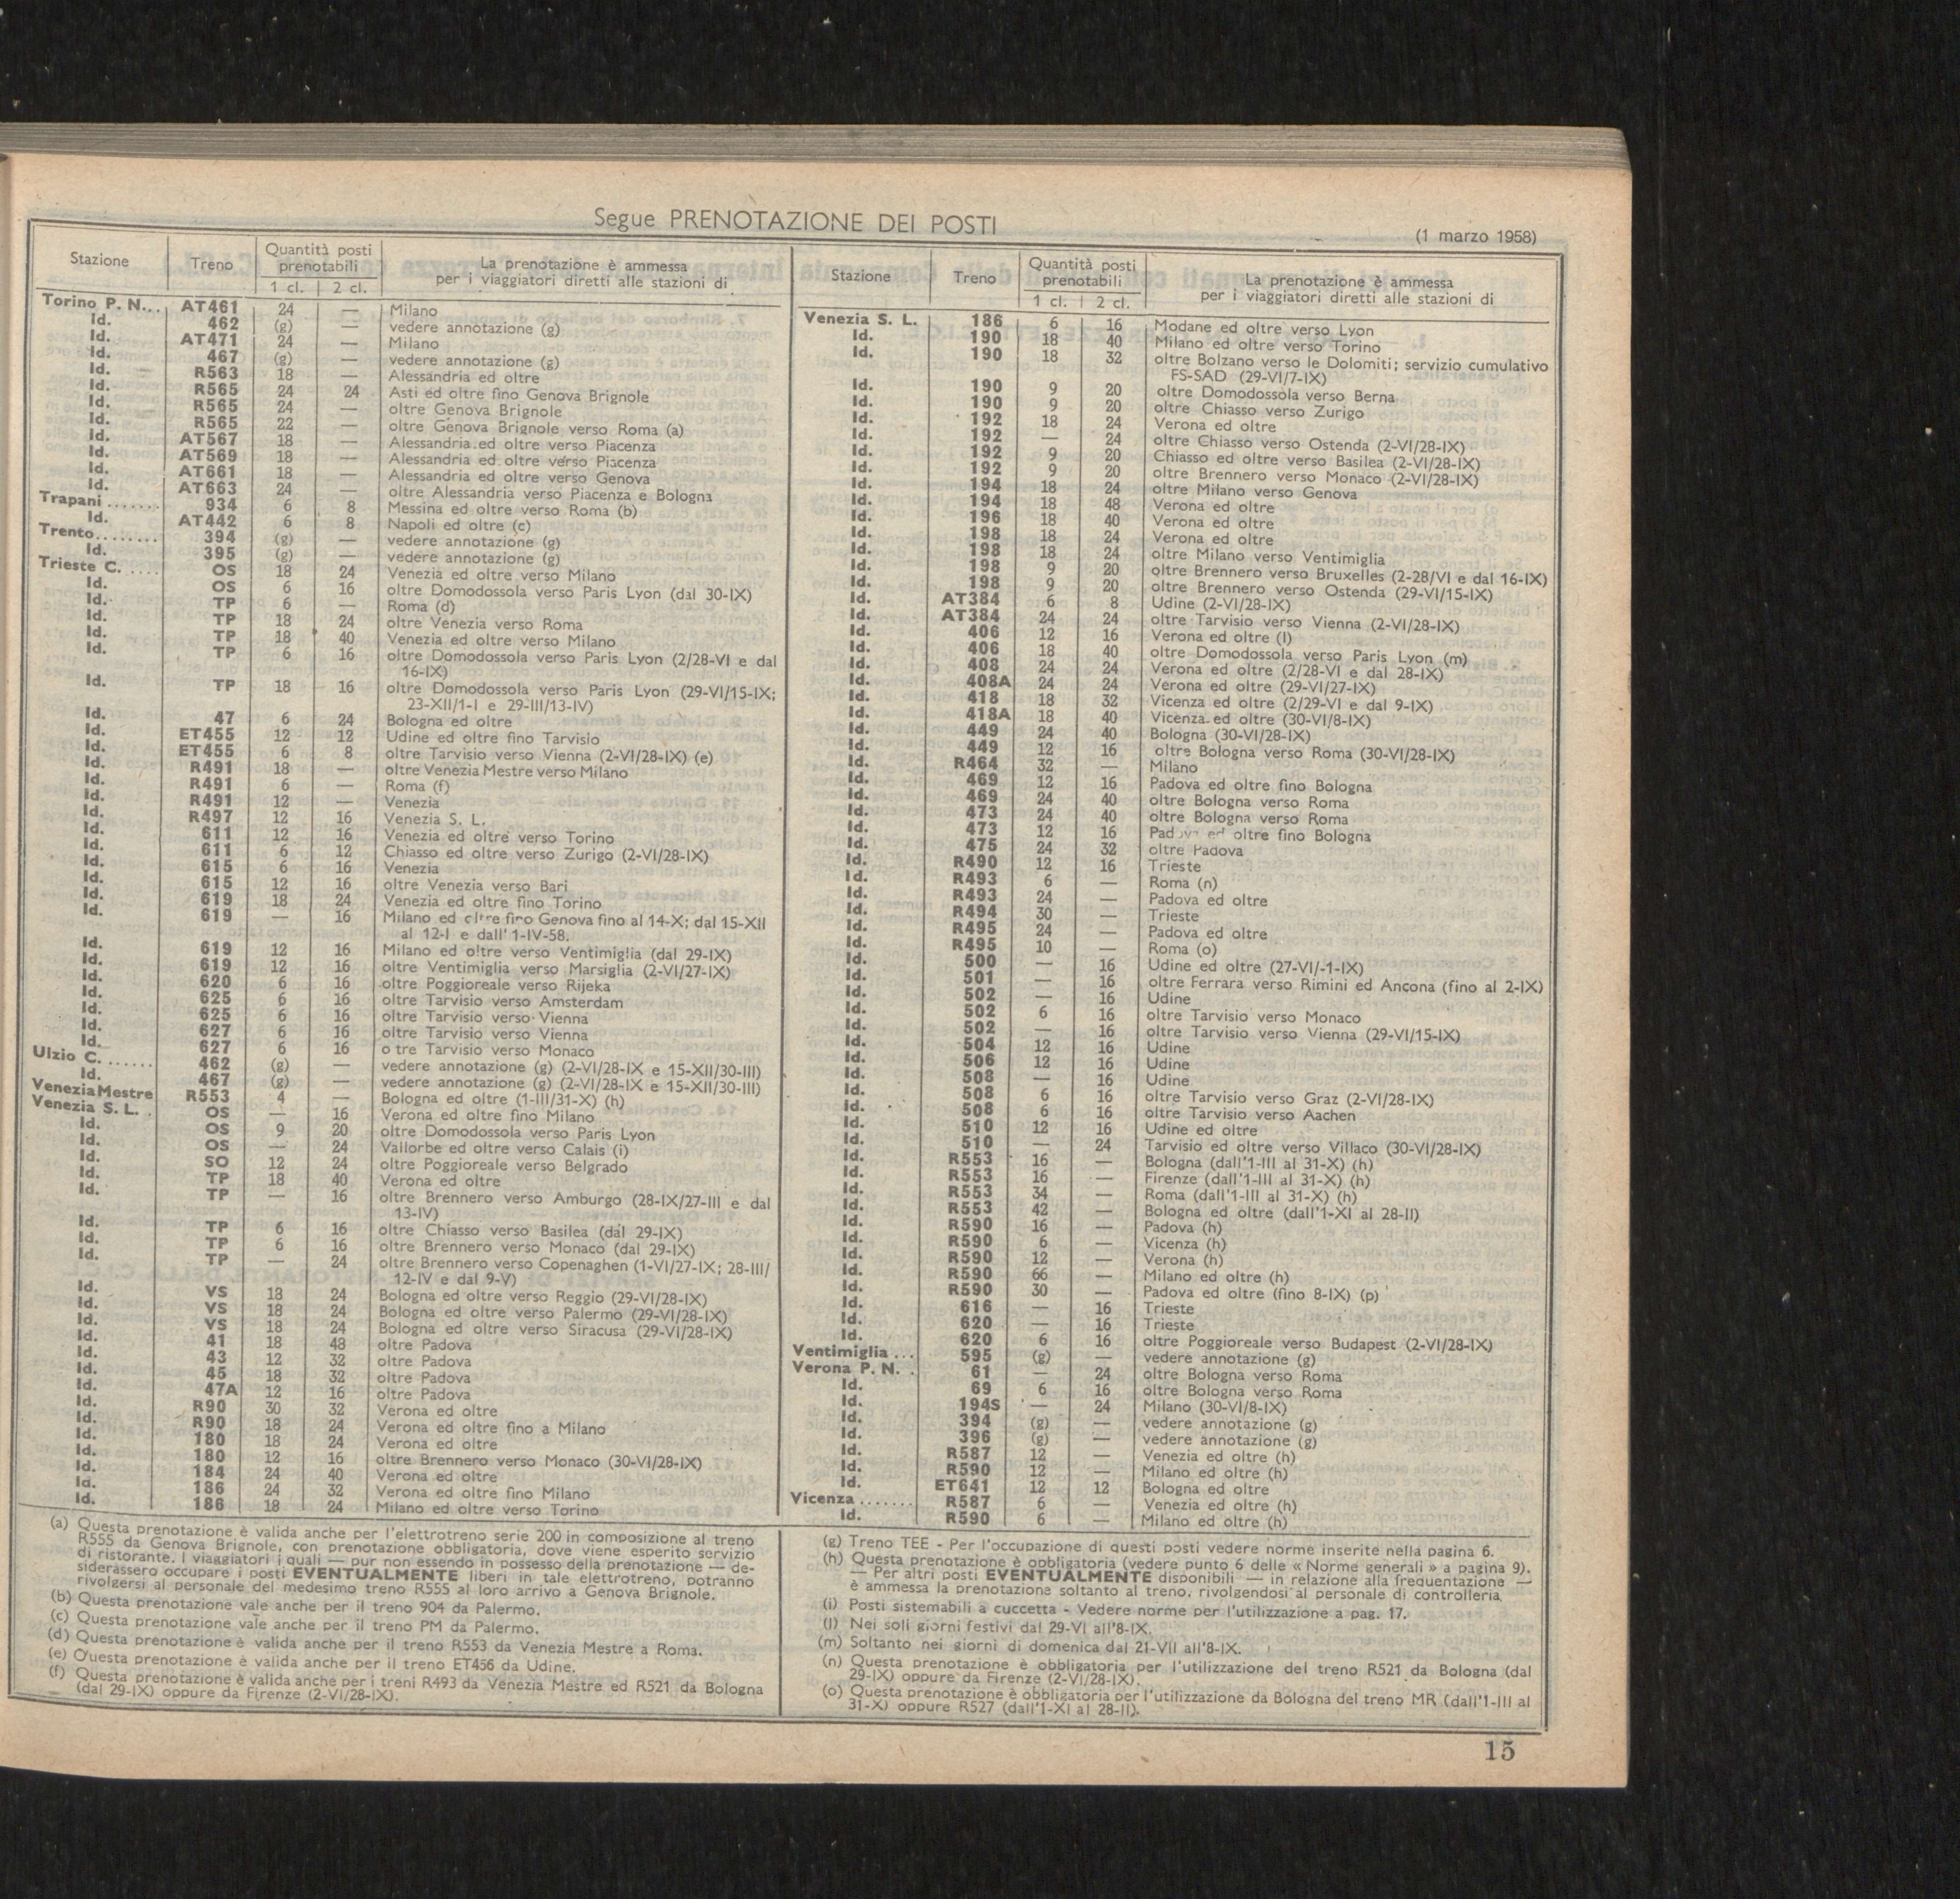 Segue PRENOTAZIONE DEI POSTI
(1 marzo 1958)
Stazione Treno Quantità posti prenotabili 1 cl. 2 cl. La prenotazione è ammessa per i viaggiatori diretti alle stazioni di
Torino P. N... AT461 24 — Milano
Id. 462 (g) — vedere annotazione (g)
Id. AT471 24 — Milano
Id. 467 (g) — vedere annotazione (g)
Id. R563 18 — Alessandria ed oltre
Id. R565 24 24 Asti ed oltre fino Genova Brignole
Id. R565 24 — oltre Genova Brignole
Id. R565 22 — oltre Genova Brignole verso Roma (a)
Id. AT567 18 — Alessandria ed oltre verso Piacenza
Id. AT569 18 — Alessandria ed oltre verso Piacenza
Id. AT661 18 — Alessandria ed oltre verso Genova
Id. AT663 24 — oltre Alessandria verso Piacenza e Bologna
Trapani ....... 934 6 8 Messina ed oltre verso Roma (b)
Id. AT442 6 8 Napoli ed oltre (c)
Trento........ 394 (g) — vedere annotazione (g)
Id. 395 (g) — vedere annotazione (g)
Trieste C. .... OS 18 24 Venezia ed oltre verso Milano
Id. OS 6 16 oltre Domodossola verso Paris Lyon (dal 30-IX)
Id. TP 6 — Roma (d)
Id. TP 18 24 oltre Venezia verso Roma
Id. TP 18 40 Venezia ed oltre verso Milano
Id. TP 6 16 oltre Domodossola verso Paris Lyon (2/28-VI e dal
16-IX)
Id. TP 18 16 oltre Domodossola verso Paris Lyon (29-VI/15-IX;
23-XII/1-I e 29-III/13-IV)
Id. 47 6 24 Bologna ed oltre
Id. ET455 12 12 Udine ed oltre fino Tarvisio
Id. ET455 6 8 oltre Tarvisio verso Vienna (2-VI/28-IX) (e)
Id. R491 18 — oltre Venezia Mestre verso Milano
Id. R491 6 — Roma (f)
Id. R491 12 — Venezia
Id. R497 12 16 Venezia S. L.
Id. 611 12 16 Venezia ed oltre verso Torino
Id. 611 6 12 Chiasso ed oltre verso Zurigo (2-VI/28-IX)
Id. 615 6 16 Venezia
Id. 615 12 16 oltre Venezia verso Bari
Id. 619 18 24 Venezia ed oltre fino Torino
Id. 619 — 16 Milano ed oltre fino Genova fino al 14-X; dal 15-XII
al 12-I e dall' 1-IV-58.
Id. 619 12 16 Milano ed oltre verso Ventimiglia (dal 29-IX)
Id. 619 12 16 oltre Ventimiglia verso Marsiglia (2-VI/27-IX)
Id. 620 6 16 oltre Poggioreale verso Rijeka
Id. 625 6 16 oltre Tarvisio verso Amsterdam
Id. 625 6 16 oltre Tarvisio verso Vienna
Id. 627 6 16 oltre Tarvisio verso Vienna
Id. 627 6 16 o tre Tarvisio verso Monaco
Ulzio C. ...... 462 (g) — vedere annotazione (g) (2-VI/28-IX e 15-XII/30-III)
Id. 467 (g) — vedere annotazione (g) (2-VI/28-IX e 15-XII/30-III)
Venezia Mestre R553 4 — Bologna ed oltre (1-III/31-X) (h)
Venezia S. L. . OS — 16 Verona ed oltre fino Milano
Id. OS 9 20 oltre Domodossola verso Paris Lyon
Id. OS — 24 Vallorbe ed oltre verso Calais (i)
Id. SO 12 24 oltre Poggioreale verso Belgrado
Id. TP 18 40 Verona ed oltre
Id. TP — 16 oltre Brennero verso Amburgo (28-IX/27-III e dal
13-IV)
Id. TP 6 16 oltre Chiasso verso Basilea (dal 29-IX)
Id. TP 6 16 oltre Brennero verso Monaco (dal 29-IX)
Id. TP — 24 oltre Brennero verso Copenaghen (1-VI/27-IX; 28-III/
12-IV e dal 9-V)
Id. VS 18 24 Bologna ed oltre verso Reggio (29-VI/28-IX)
Id. VS 18 24 Bologna ed oltre verso Palermo (29-VI/28-IX)
Id. VS 18 24 Bologna ed oltre verso Siracusa (29-VI/28-IX)
Id. 41 18 48 oltre Padova
Id. 43 12 32 oltre Padova
Id. 45 18 32 oltre Padova
Id. 47A 12 16 oltre Padova
Id. R90 30 32 Verona ed oltre
Id. R90 18 24 Verona ed oltre fino a Milano
Id. 180 18 24 Verona ed oltre
Id. 180 12 16 oltre Brennero verso Monaco (30-VI/28-IX)
Id. 184 24 40 Verona ed oltre
Id. 186 24 32 Verona ed oltre fino Milano
Id. 186 18 24 Milano ed oltre verso Torino
(a) Questa prenotazione è valida anche per l'elettrotreno serie 200 in composizione al treno
R555 da Genova Brignole, con prenotazione obbligatoria, dove viene esperito servizio
di ristorante. I viaggiatori i quali — pur non essendo in possesso della prenotazione — de-
siderassero occupare i posti EVENTUALMENTE liberi in tale elettrotreno, potranno
rivolgersi al personale del medesimo treno R555 al loro arrivo a Genova Brignole.
(b) Questa prenotazione vale anche per il treno 904 da Palermo.
(c) Questa prenotazione vale anche per il treno PM da Palermo.
(d) Questa prenotazione è valida anche per il treno R553 da Venezia Mestre a Roma.
(e) Questa prenotazione è valida anche per il treno ET456 da Udine.
(f) Questa prenotazione è valida anche per i treni R493 da Venezia Mestre ed R521 da Bologna
(dal 29-IX) oppure da Firenze (2-VI/28-IX).
Stazione Treno Quantità posti prenotabili 1 cl. 2 cl. La prenotazione è ammessa per i viaggiatori diretti alle stazioni di
Venezia S. L. 186 6 16 Modane ed oltre verso Lyon
Id. 190 18 40 Milano ed oltre verso Torino
Id. 190 18 32 oltre Bolzano verso le Dolomiti; servizio cumulativo
FS-SAD (29-VI/7-IX)
Id. 190 9 20 oltre Domodossola verso Berna
Id. 190 9 20 oltre Chiasso verso Zurigo
Id. 192 18 24 Verona ed oltre
Id. 192 — 24 oltre Chiasso verso Ostenda (2-VI/28-IX)
Id. 192 9 20 Chiasso ed oltre verso Basilea (2-VI/28-IX)
Id. 192 9 20 oltre Brennero verso Monaco (2-VI/28-IX)
Id. 194 18 24 oltre Milano verso Genova
Id. 194 18 48 Verona ed oltre
Id. 196 18 40 Verona ed oltre
Id. 198 18 24 Verona ed oltre
Id. 198 18 24 oltre Milano verso Ventimiglia
Id. 198 9 20 oltre Brennero verso Bruxelles (2-28/VI e dal 16-IX)
Id. 198 9 20 oltre Brennero verso Ostenda (29-VI/15-IX)
Id. AT384 6 8 Udine (2-VI/28-IX)
Id. AT384 24 24 oltre Tarvisio verso Vienna (2-VI/28-IX)
Id. 406 12 16 Verona ed oltre (l)
Id. 406 18 40 oltre Domodossola verso Paris Lyon (m)
Id. 408 24 24 Verona ed oltre (2/28-VI e dal 28-IX)
Id. 408A 24 24 Verona ed oltre (29-VI/27-IX)
Id. 418 18 32 Vicenza ed oltre (2/29-VI e dal 9-IX)
Id. 418A 18 40 Vicenza ed oltre (30-VI/8-IX)
Id. 449 24 40 Bologna (30-VI/28-IX)
Id. 449 12 16 oltre Bologna verso Roma (30-VI/28-IX)
Id. R464 32 — Milano
Id. 469 12 16 Padova ed oltre fino Bologna
Id. 469 24 40 oltre Bologna verso Roma
Id. 473 24 40 oltre Bologna verso Roma
Id. 473 12 16 Padova ed oltre fino Bologna
Id. 475 24 32 oltre Padova
Id. R490 12 16 Trieste
Id. R493 6 — Roma (n)
Id. R493 24 — Padova ed oltre
Id. R494 30 — Trieste
Id. R495 24 — Padova ed oltre
Id. R495 10 — Roma (o)
Id. 500 — 16 Udine ed oltre (27-VI/-1-IX)
Id. 501 — 16 oltre Ferrara verso Rimini ed Ancona (fino al 2-IX)
Id. 502 — 16 Udine
Id. 502 6 16 oltre Tarvisio verso Monaco
Id. 502 — 16 oltre Tarvisio verso Vienna (29-VI/15-IX)
Id. 504 12 16 Udine
Id. 506 12 16 Udine
Id. 508 — 16 Udine
Id. 508 6 16 oltre Tarvisio verso Graz (2-VI/28-IX)
Id. 508 6 16 oltre Tarvisio verso Aachen
Id. 510 12 16 Udine ed oltre
Id. 510 — 24 Tarvisio ed oltre verso Villaco (30-VI/28-IX)
Id. R553 16 — Bologna (dall'1-III al 31-X) (h)
Id. R553 16 — Firenze (dall'1-III al 31-X) (h)
Id. R553 34 — Roma (dall'1-III al 31-X) (h)
Id. R553 42 — Bologna ed oltre (dall'1-XI al 28-II)
Id. R590 16 — Padova (h)
Id. R590 6 — Vicenza (h)
Id. R590 12 — Verona (h)
Id. R590 66 — Milano ed oltre (h)
Id. R590 30 — Padova ed oltre (fino 8-IX) (p)
Id. 616 — 16 Trieste
Id. 620 — 16 Trieste
Id. 620 6 16 oltre Poggioreale verso Budapest (2-VI/28-IX)
Ventimiglia ... 595 (g) — vedere annotazione (g)
Verona P. N. . 61 — 24 oltre Bologna verso Roma
Id. 69 6 16 oltre Bologna verso Roma
Id. 194S — 24 Milano (30-VI/8-IX)
Id. 394 (g) — vedere annotazione (g)
Id. 396 (g) — vedere annotazione (g)
Id. R587 12 — Venezia ed oltre (h)
Id. R590 12 — Milano ed oltre (h)
Id. ET641 12 12 Bologna ed oltre
Vicenza ....... R587 6 — Venezia ed oltre (h)
Id. R590 6 — Milano ed oltre (h)
(g) Treno TEE - Per l'occupazione di questi posti vedere norme inserite nella pagina 6.
(h) Questa prenotazione è obbligatoria (vedere punto 6 delle « Norme generali » a pagina 9).
— Per altri posti EVENTUALMENTE disponibili — in relazione alla frequentazione —
è ammessa la prenotazione soltanto al treno, rivolgendosi al personale di controlleria.
(i) Posti sistemabili a cuccetta - Vedere norme per l'utilizzazione a pag. 17.
(l) Nei soli giorni festivi dal 29-VI all'8-IX.
(m) Soltanto nei giorni di domenica dal 21-VII all'8-IX.
(n) Questa prenotazione è obbligatoria per l'utilizzazione del treno R521 da Bologna (dal
29-IX) oppure da Firenze (2-VI/28-IX).
(o) Questa prenotazione è obbligatoria per l'utilizzazione da Bologna del treno MR (dall'1-III al
31-X) oppure R527 (dall'1-XI al 28-II).
15